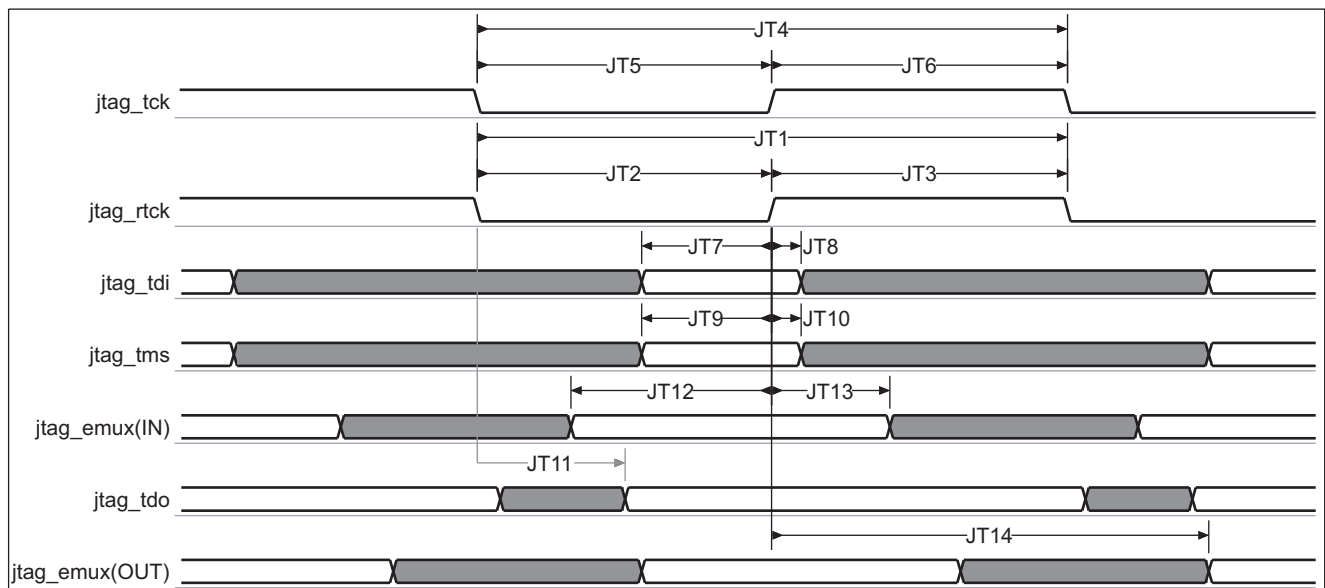 JT4
JT5 JT6
jtag_tck
JT1
JT2 JT3
jtag_rtck
JT7 JT8
jtag_tdi
JT9 JT10
jtag_tms
JT12 JT13
jtag_emux(IN)
JT11
jtag_tdo
JT14
jtag_emux(OUT)